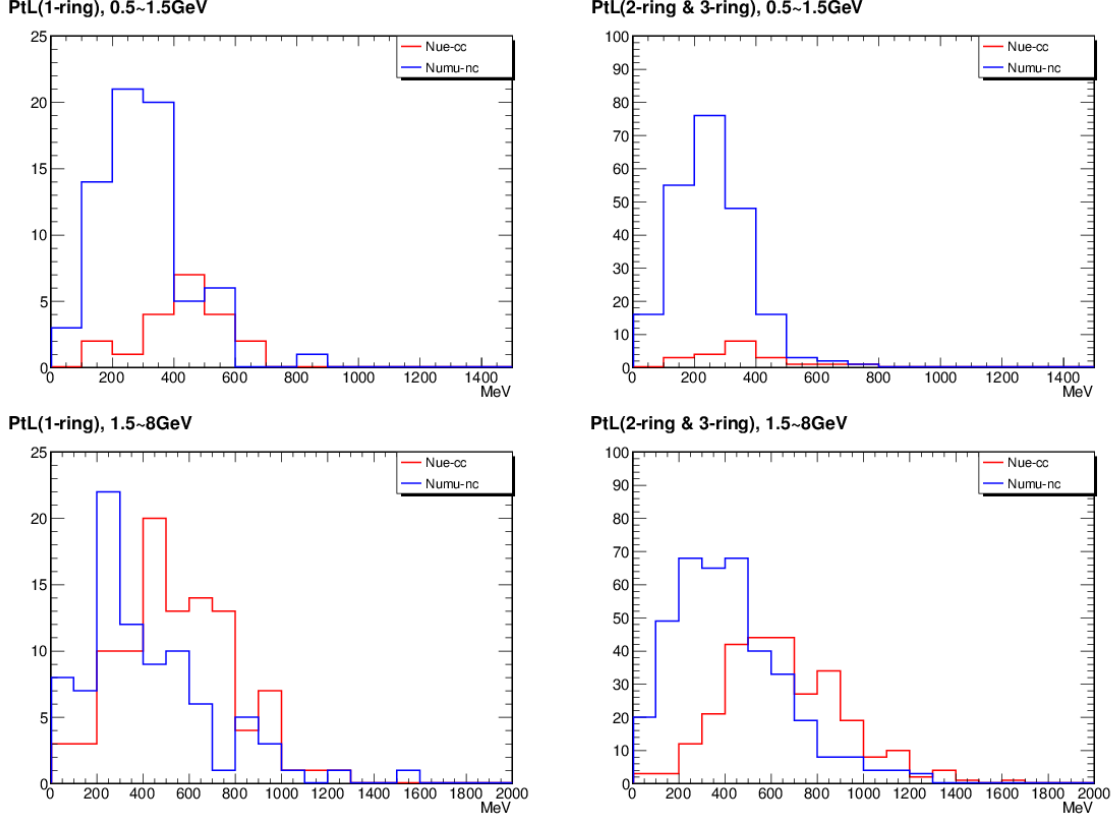 PtL(1-ring), 0.5~1.5GeV
25
20
15
10
5
0
0 200 400 600 800 1000 1200 1400
MeV
Nue-cc
Numu-nc
PtL(2-ring & 3-ring), 0.5~1.5GeV
100
90
80
70
60
50
40
30
20
10
0
0 200 400 600 800 1000 1200 1400
MeV
Nue-cc
Numu-nc
PtL(1-ring), 1.5~8GeV
25
20
15
10
5
0
0 200 400 600 800 1000 1200 1400 1600 1800 2000
MeV
Nue-cc
Numu-nc
PtL(2-ring & 3-ring), 1.5~8GeV
100
90
80
70
60
50
40
30
20
10
0
0 200 400 600 800 1000 1200 1400 1600 1800 2000
MeV
Nue-cc
Numu-nc